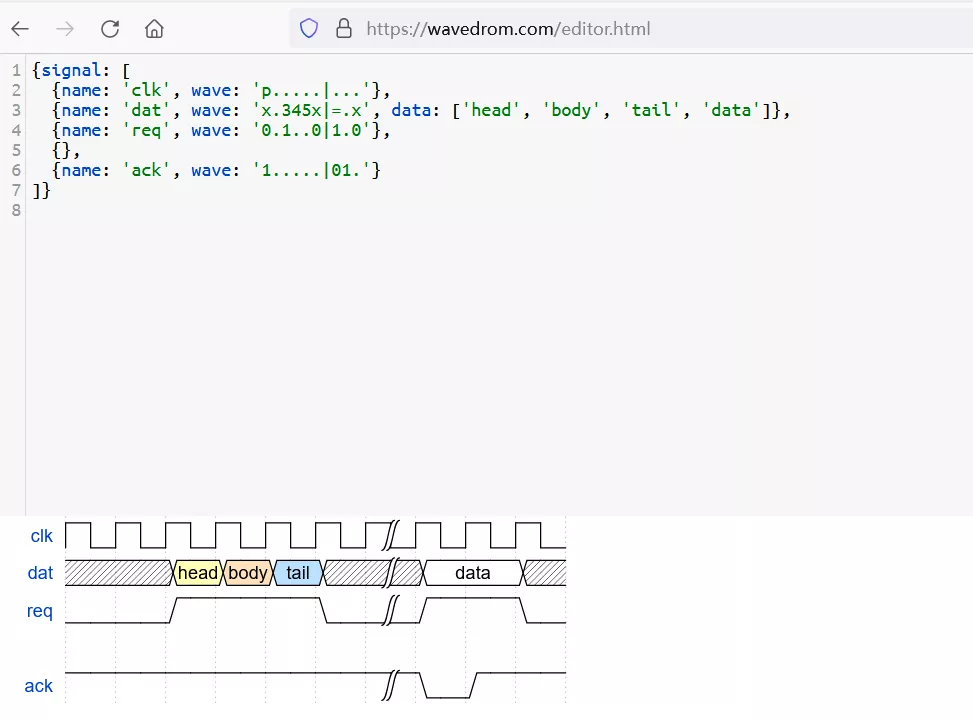 https://wavedrom.com/editor.html
1 {signal: [
2   {name: 'clk', wave: 'p.....|...'},
3   {name: 'dat', wave: 'x.345x|=.x', data: ['head', 'body', 'tail', 'data']},
4   {name: 'req', wave: '0.1..0|1.0'},
5   {},
6   {name: 'ack', wave: '1.....|01.'}
7 ]}
8
clk
dat head body tail data
req
ack